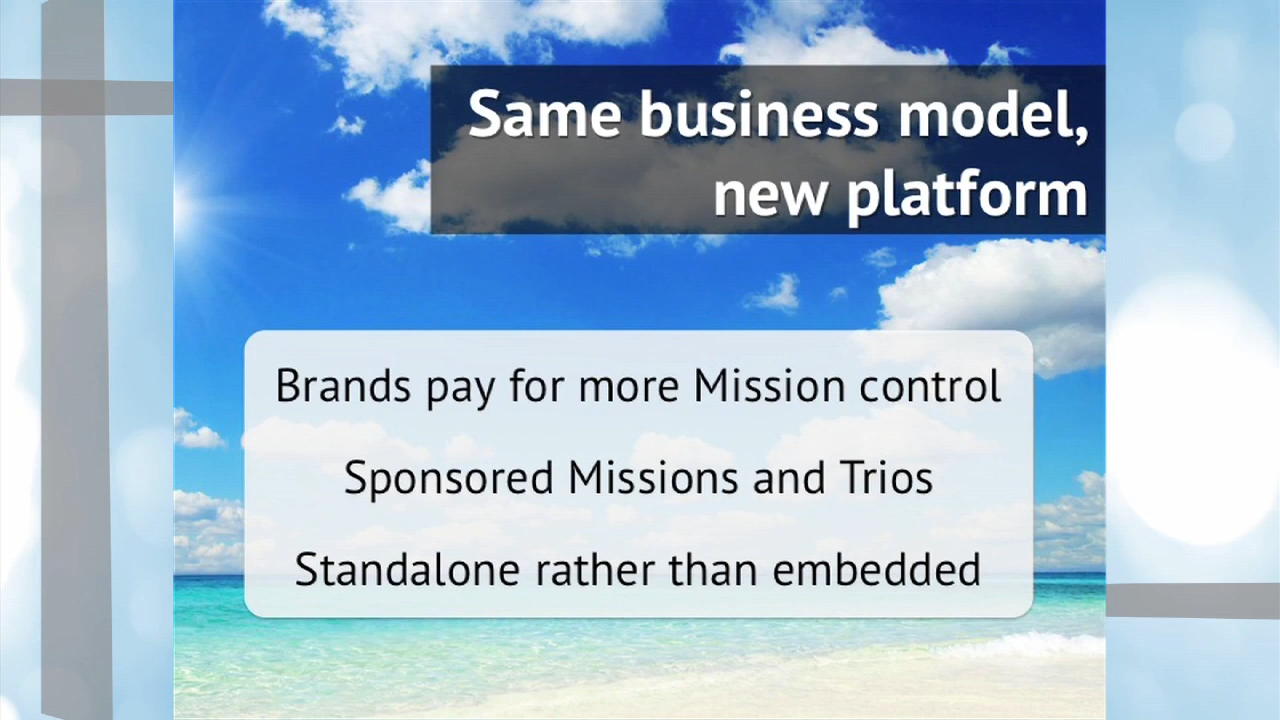 Same business model,
new platform
Brands pay for more Mission control
Sponsored Missions and Trios
Standalone rather than embedded